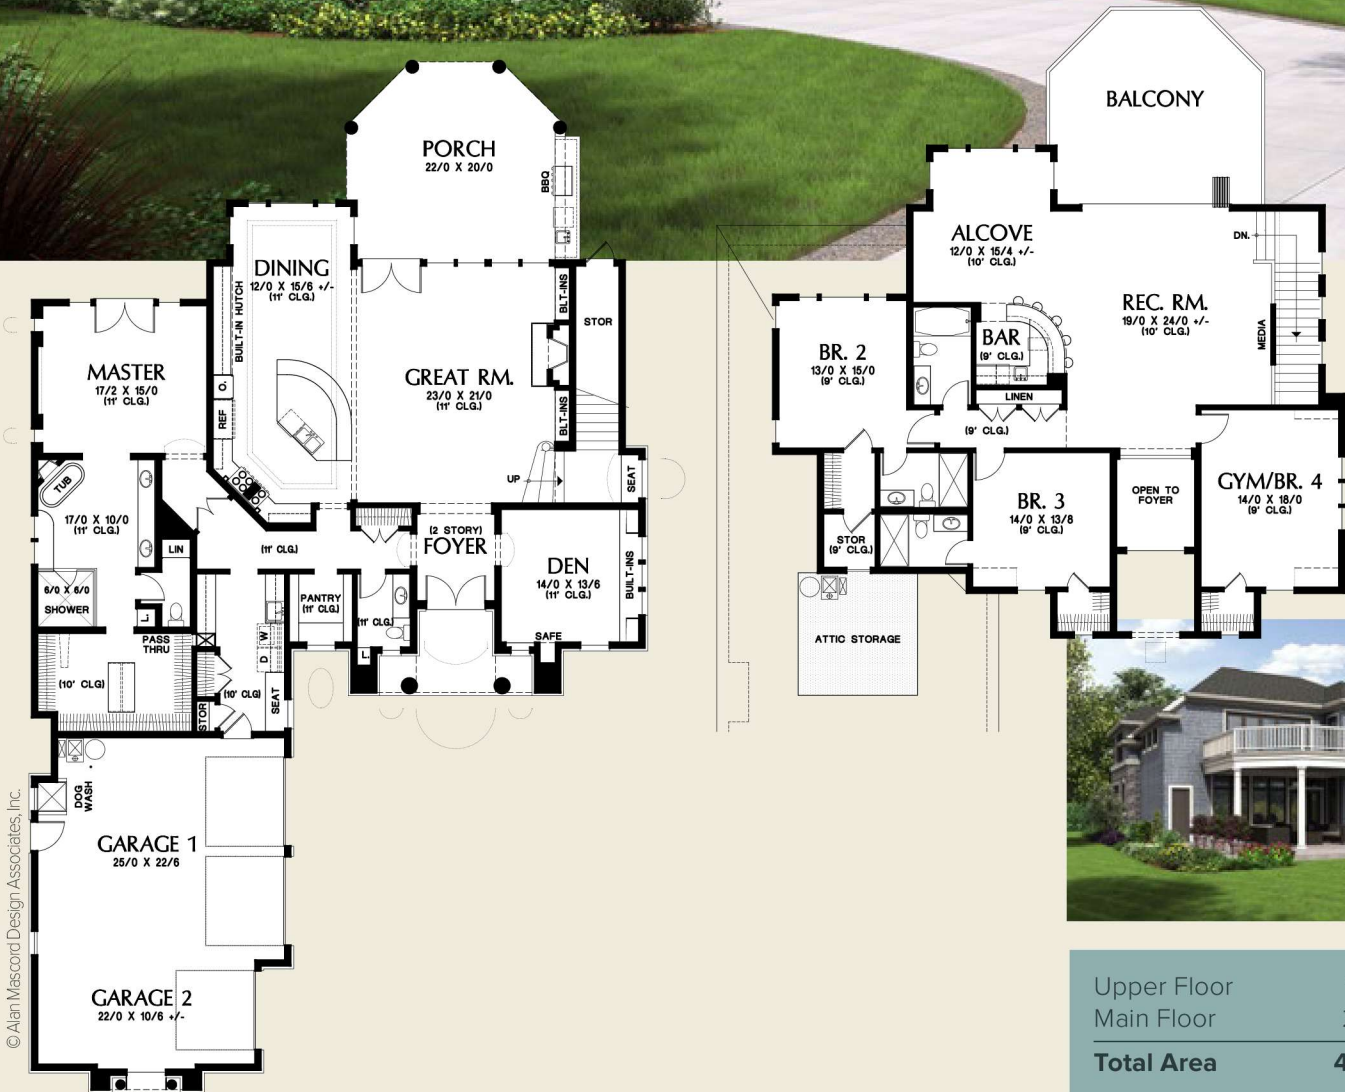 PORCH
22/0 X 20/0
BBQ
DINING
12/0 X 15/6 +/-
(11' CLG.)
BUILT-IN HUTCH
O.
REF
GREAT RM.
23/0 X 21/0
(11' CLG.)
BLT-INS
BLT-INS
STOR
UP
SEAT
MASTER
17/2 X 15/0
(11' CLG.)
TUB
17/0 X 10/0
(11' CLG.)
LIN
6/0 X 6/0
SHOWER
L.
PASS
THRU
(10' CLG)
(11' CLG.)
(2 STORY)
FOYER
DEN
14/0 X 13/6
(11' CLG.)
BUILT-INS
SAFE
PANTRY
(11' CLG.)
(11' CLG.)
L.
W
D
(10' CLG)
SEAT
STOR
DOG
WASH
GARAGE 1
25/0 X 22/6
GARAGE 2
22/0 X 10/6 +/-
© Alan Mascord Design Associates, Inc.
BALCONY
ALCOVE
12/0 X 15/4 +/-
(10' CLG.)
DN.
REC. RM.
19/0 X 24/0 +/-
(10' CLG.)
MEDIA
BAR
(9' CLG.)
LINEN
(9' CLG.)
BR. 2
13/0 X 15/0
(9' CLG.)
STOR
(9' CLG.)
BR. 3
14/0 X 13/8
(9' CLG.)
OPEN TO
FOYER
GYM/BR. 4
14/0 X 18/0
(9' CLG.)
ATTIC STORAGE
Upper Floor
Main Floor
Total Area 4